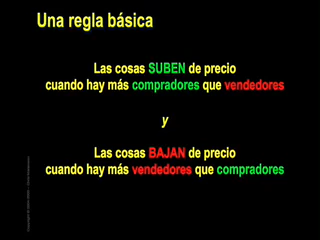 Una regla básica
Las cosas SUBEN de precio
cuando hay más compradores que vendedores
y
Las cosas BAJAN de precio
cuando hay más vendedores que compradores